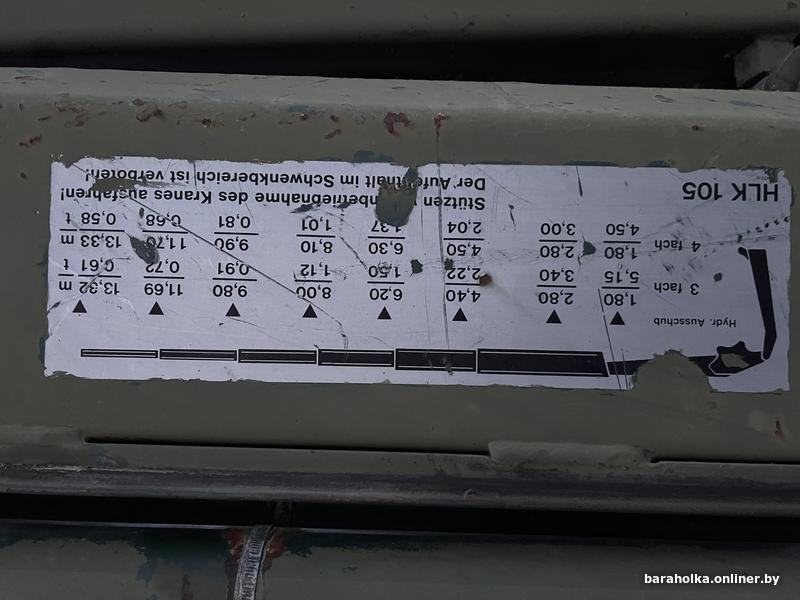 HLK 105
Hydr. Ausschub
3 fach
1,80 2,80 4,40 6,20 8,00 9,80 11,69 13,32 m
5,15 3,40 2,22 1,50 1,12 0,91 0,72 0,61 t
4 fach
1,80 2,80 4,50 6,30 8,10 9,90 11,70 13,33 m
4,50 3,00 2,04 1,37 1,01 0,81 0,68 0,58 t
Stützen betriebnahme des Kranes ausfahren!
Der Aufenthalt im Schwenkbereich ist verboten!
baraholka.onliner.by